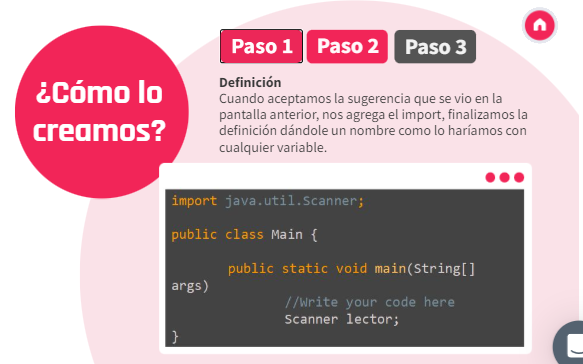 ¿Cómo lo
creamos?
Paso 1 Paso 2 Paso 3
Definición
Cuando aceptamos la sugerencia que se vio en la
pantalla anterior, nos agrega el import, finalizamos la
definición dándole un nombre como lo haríamos con
cualquier variable.
import java.util.Scanner;
public class Main {
public static void main(String[]
args)
//Write your code here
Scanner lector;
}